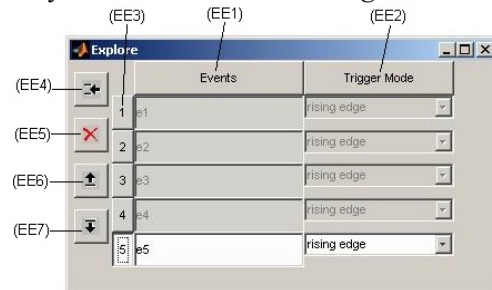 (EE3)
(EE1)
(EE2)
Explore
Events
Trigger Mode
(EE4)
1
e1
rising edge
(EE5)
2
e2
rising edge
(EE6)
3
e3
rising edge
(EE7)
4
e4
rising edge
5
e5
rising edge